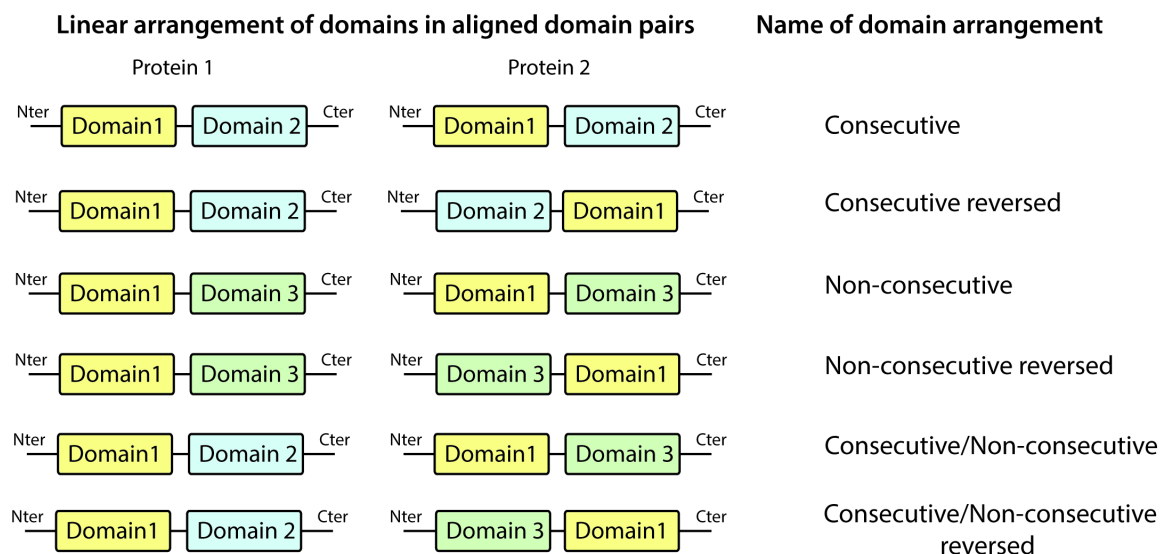 Linear arrangement of domains in aligned domain pairs Name of domain arrangement
Protein 1 Protein 2
Nter Domain1 Domain 2 Cter Nter Domain1 Domain 2 Cter Consecutive
Nter Domain1 Domain 2 Cter Nter Domain 2 Domain1 Cter Consecutive reversed
Nter Domain1 Domain 3 Cter Nter Domain1 Domain 3 Cter Non-consecutive
Nter Domain1 Domain 3 Cter Nter Domain 3 Domain1 Cter Non-consecutive reversed
Nter Domain1 Domain 2 Cter Nter Domain1 Domain 3 Cter Consecutive/Non-consecutive
Nter Domain1 Domain 2 Cter Nter Domain 3 Domain1 Cter Consecutive/Non-consecutive
reversed